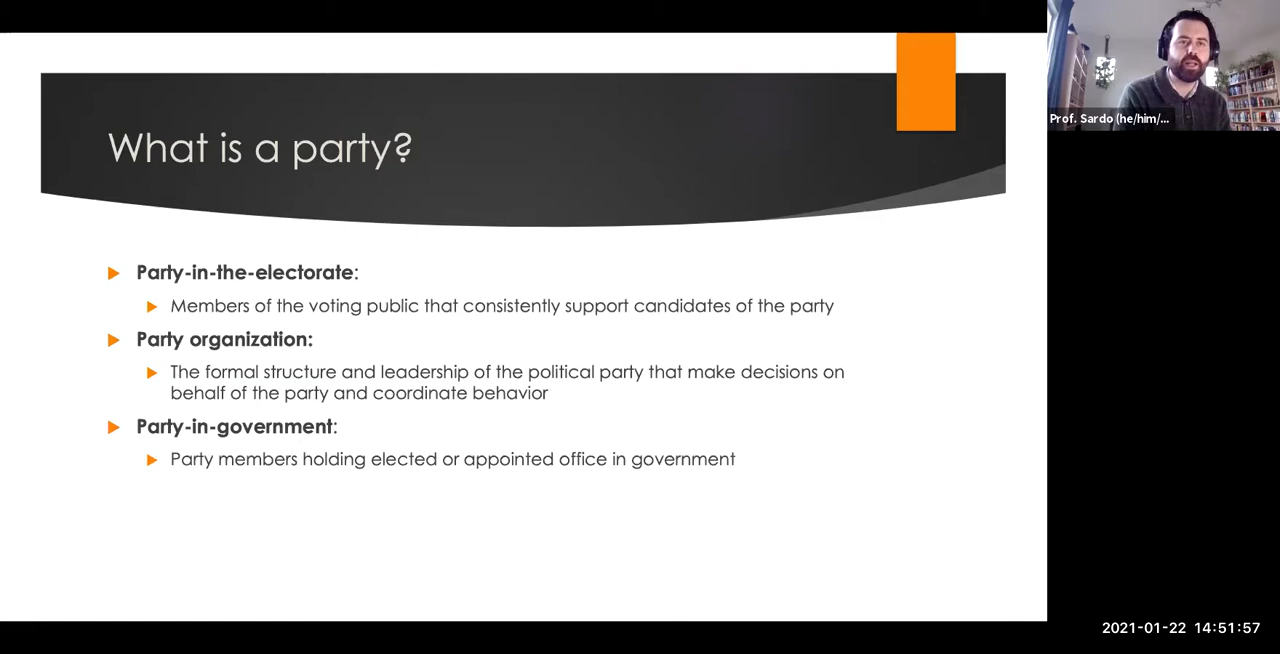 What is a party?
Party-in-the-electorate:
Members of the voting public that consistently support candidates of the party
Party organization:
The formal structure and leadership of the political party that make decisions on
behalf of the party and coordinate behavior
Party-in-government:
Party members holding elected or appointed office in government
Prof. Sardo (he/him/...
2021-01-22 14:51:57